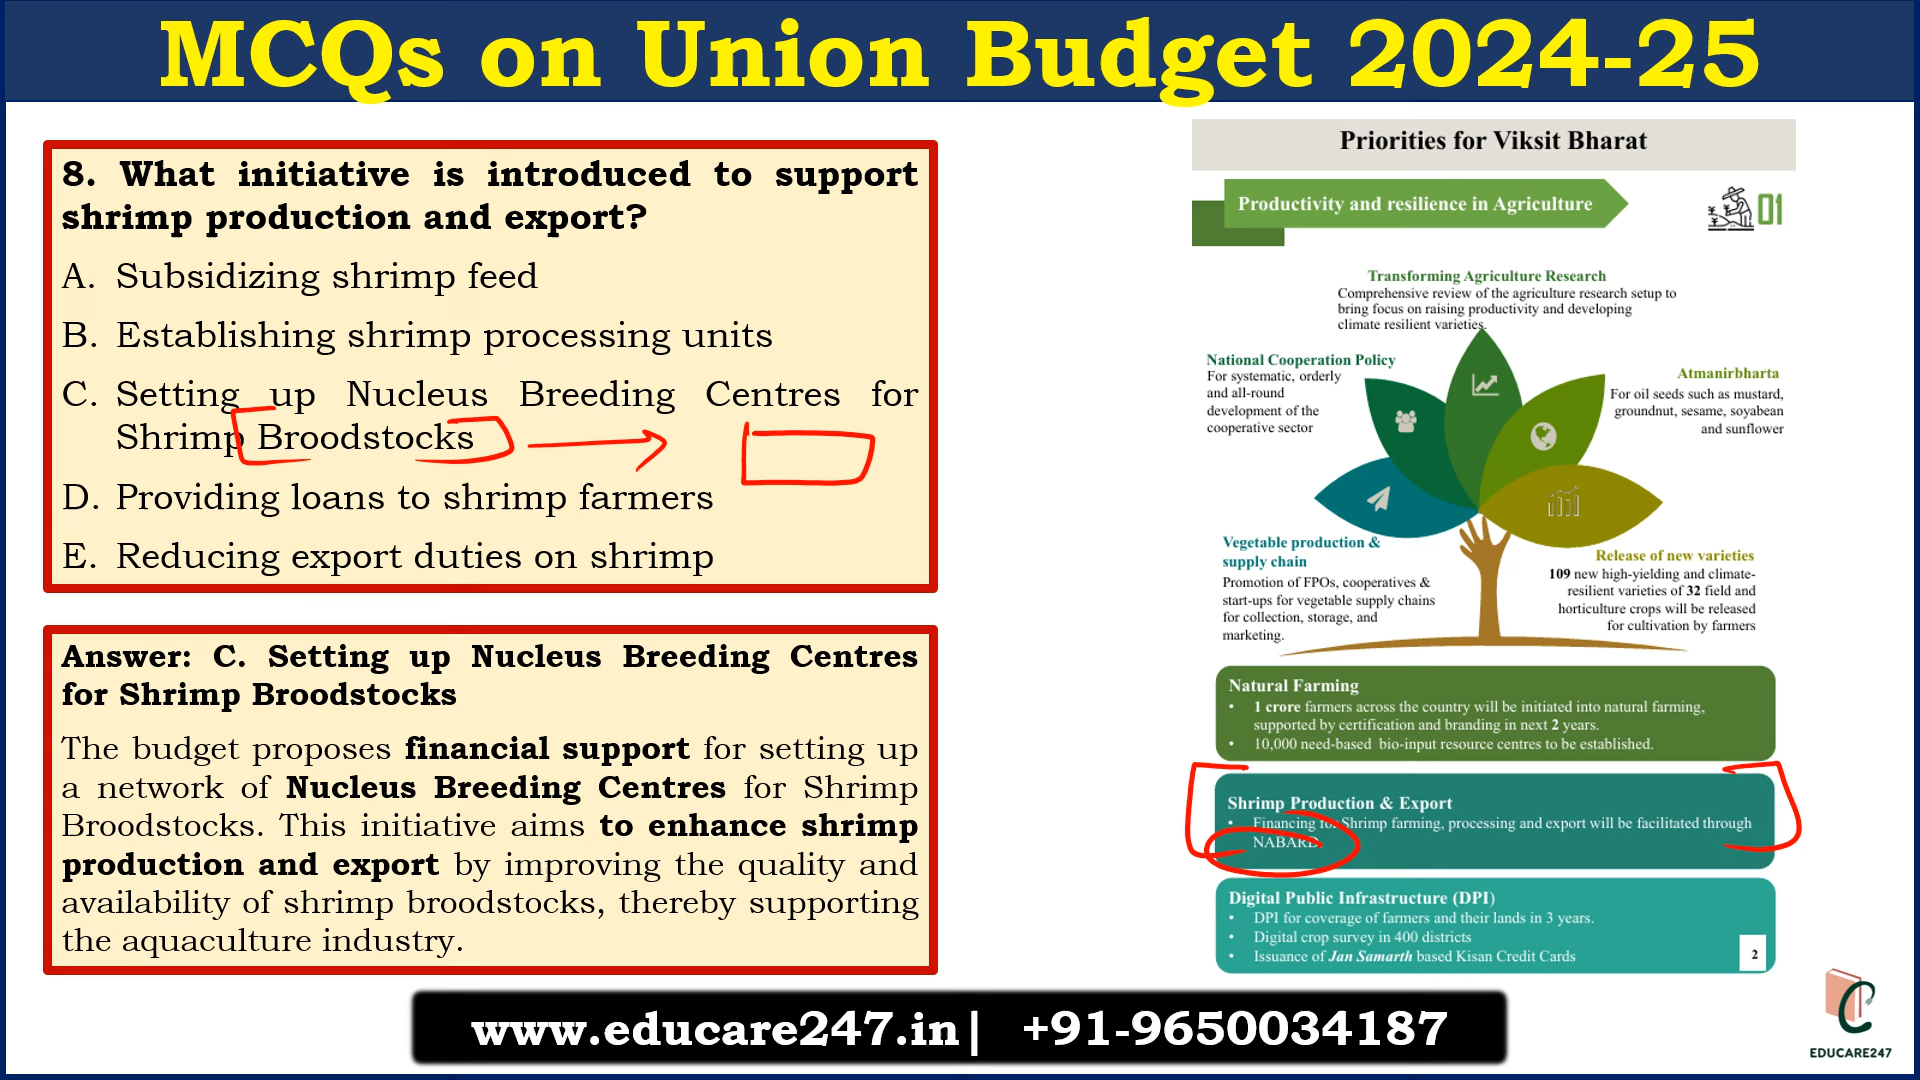 MCQs on Union Budget 2024-25
8. What initiative is introduced to support
shrimp production and export?
A. Subsidizing shrimp feed
B. Establishing shrimp processing units
C. Setting up Nucleus Breeding Centres for
Shrimp Broodstocks
D. Providing loans to shrimp farmers
E. Reducing export duties on shrimp
Answer: C. Setting up Nucleus Breeding Centres
for Shrimp Broodstocks
The budget proposes financial support for setting up
a network of Nucleus Breeding Centres for Shrimp
Broodstocks. This initiative aims to enhance shrimp
production and export by improving the quality and
availability of shrimp broodstocks, thereby supporting
the aquaculture industry.
Priorities for Viksit Bharat
Productivity and resilience in Agriculture
01
Transforming Agriculture Research
Comprehensive review of the agriculture research setup to
bring focus on raising productivity and developing
climate resilient varieties.
National Cooperation Policy
For systematic, orderly
and all-round
development of the
cooperative sector
Atmanirbharta
For oil seeds such as mustard,
groundnut, sesame, soyabean
and sunflower
Vegetable production &
supply chain
Promotion of FPOs, cooperatives &
start-ups for vegetable supply chains
for collection, storage, and
marketing.
Release of new varieties
109 new high-yielding and climate-
resilient varieties of 32 field and
horticulture crops will be released
for cultivation by farmers
Natural Farming
• 1 crore farmers across the country will be initiated into natural farming,
supported by certification and branding in next 2 years.
• 10,000 need-based bio-input resource centres to be established.
Shrimp Production & Export
• Financing for Shrimp farming, processing and export will be facilitated through
NABARD.
Digital Public Infrastructure (DPI)
• DPI for coverage of farmers and their lands in 3 years.
• Digital crop survey in 400 districts
• Issuance of Jan Samarth based Kisan Credit Cards
2
www.educare247.in| +91-9650034187
EDUCARE247